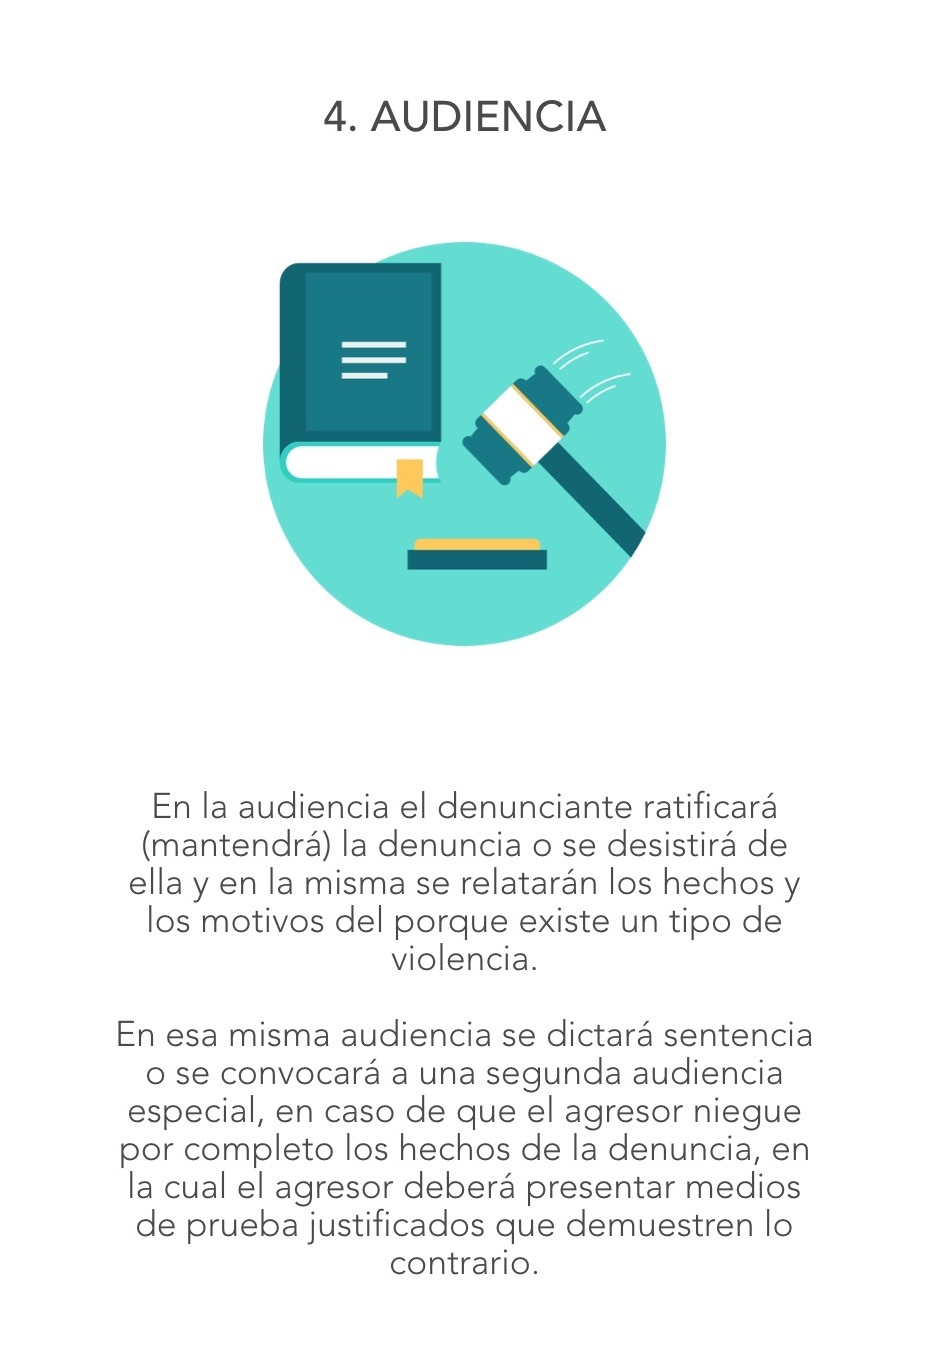 4. AUDIENCIA
En la audiencia el denunciante ratificará
(mantendrá) la denuncia o se desistirá de
ella y en la misma se relatarán los hechos y
los motivos del porque existe un tipo de
violencia.
En esa misma audiencia se dictará sentencia
o se convocará a una segunda audiencia
especial, en caso de que el agresor niegue
por completo los hechos de la denuncia, en
la cual el agresor deberá presentar medios
de prueba justificados que demuestren lo
contrario.